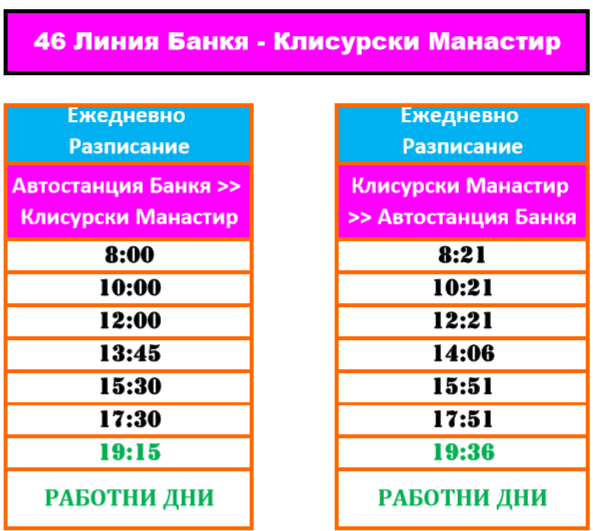 46 Линия Банкя - Клисурски Манастир
Ежедневно
Разписание
Автостанция Банкя >>
Клисурски Манастир
8:00
10:00
12:00
13:45
15:30
17:30
19:15
РАБОТНИ ДНИ
Ежедневно
Разписание
Клисурски Манастир
>> Автостанция Банкя
8:21
10:21
12:21
14:06
15:51
17:51
19:36
РАБОТНИ ДНИ